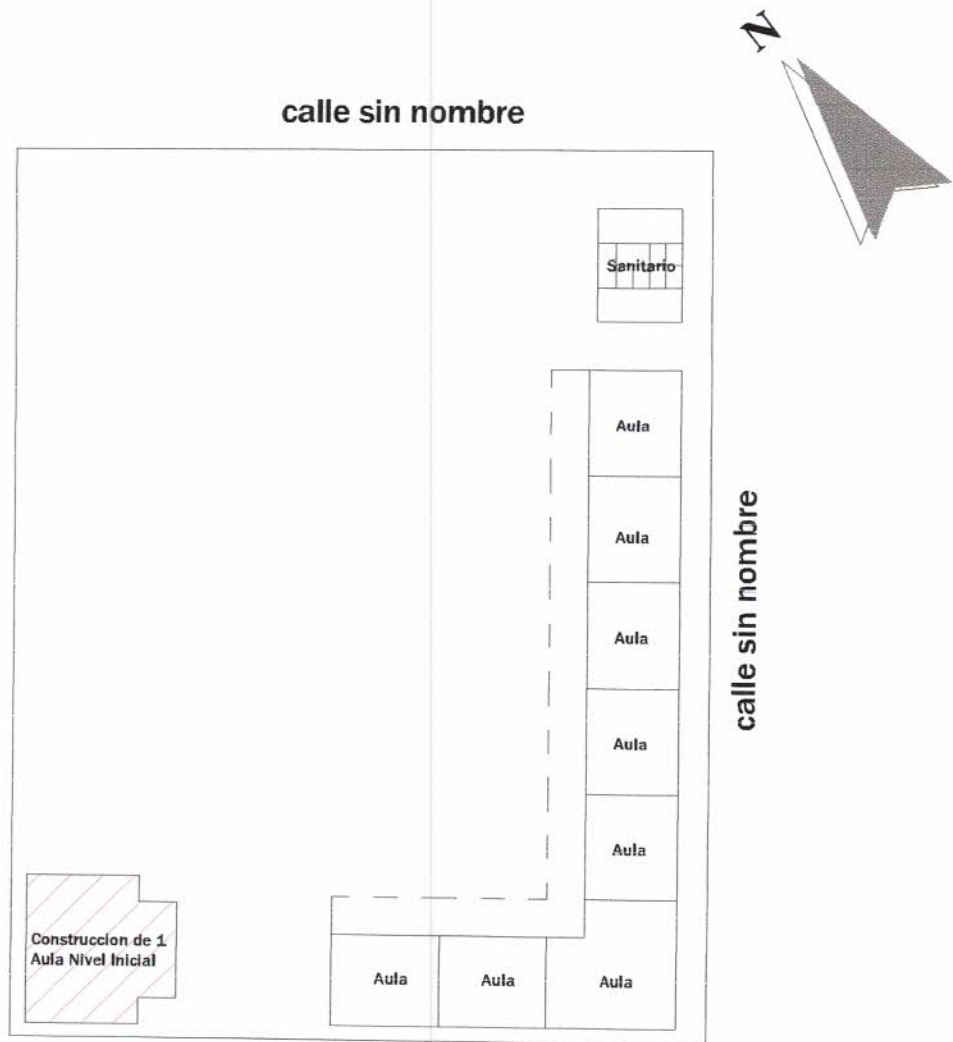 N
calle sin nombre
Sanitario
Aula
Aula
calle sin nombre
Aula
Aula
Aula
Construccion de 1
Aula Nivel Inicial
Aula
Aula
Aula